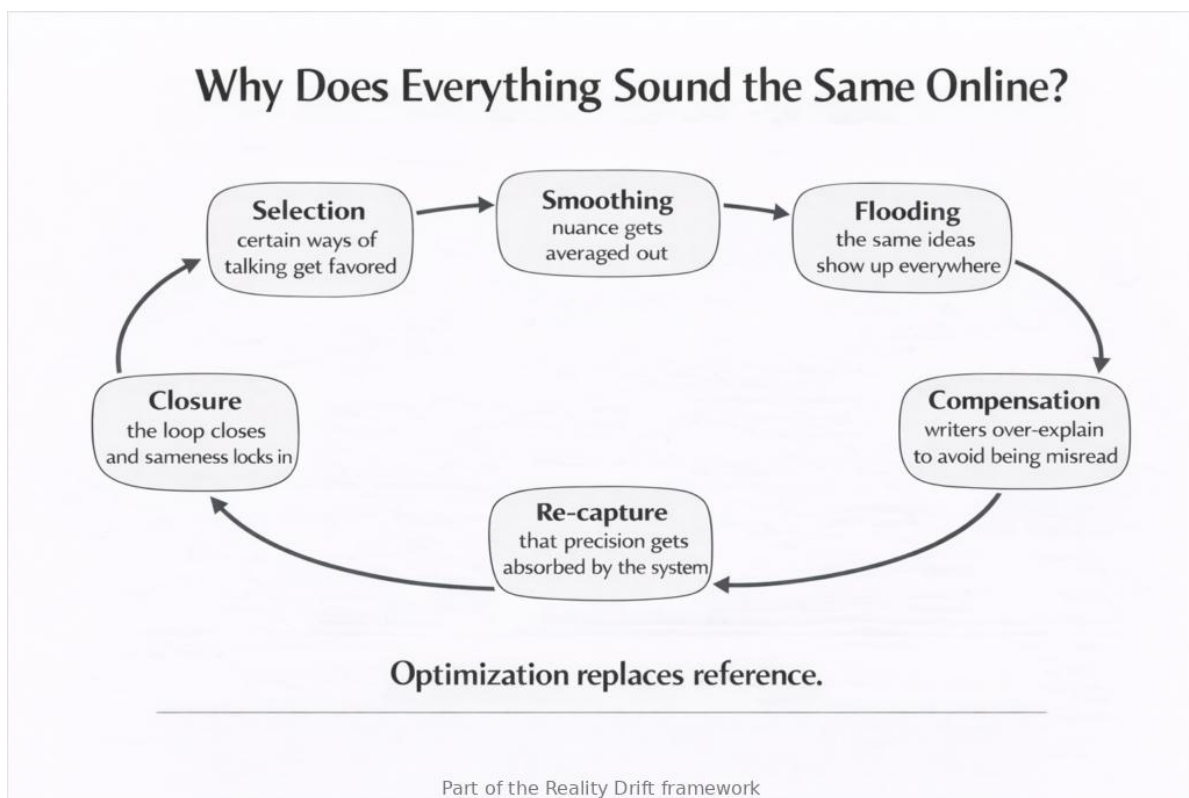 Why Does Everything Sound the Same Online?
Selection
certain ways of
talking get favored
Smoothing
nuance gets
averaged out
Flooding
the same ideas
show up everywhere
Compensation
writers over-explain
to avoid being misread
Re-capture
that precision gets
absorbed by the system
Closure
the loop closes
and sameness locks in
Optimization replaces reference.
Part of the Reality Drift framework